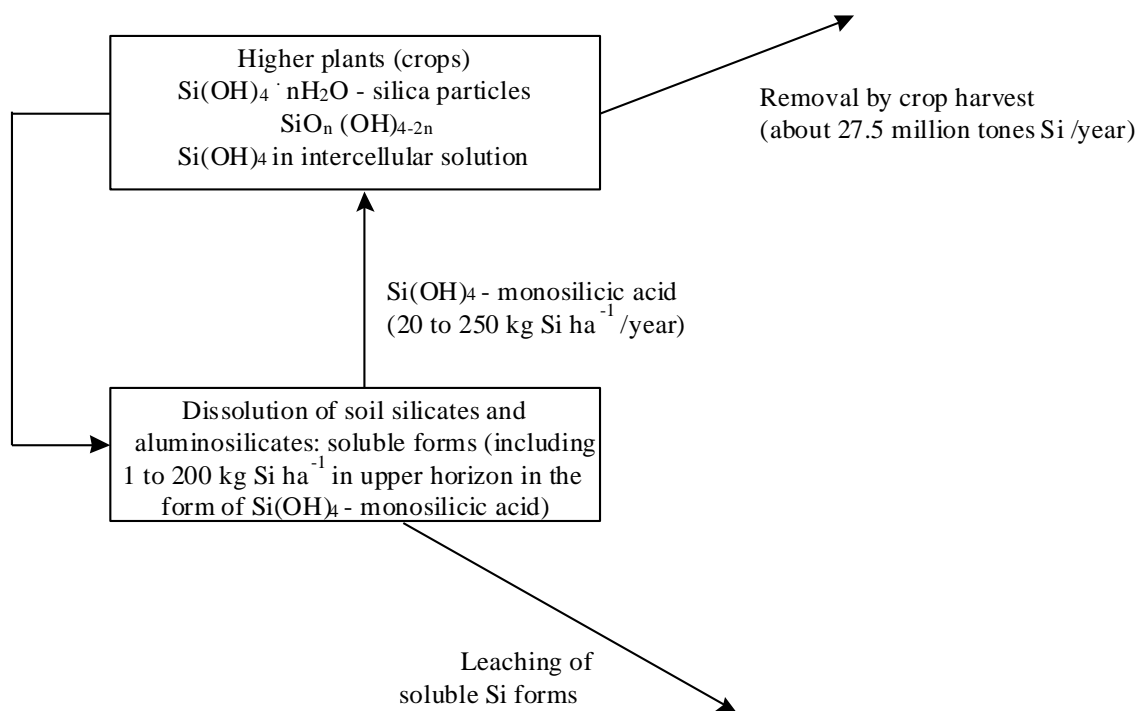 Higher plants (crops)
Si(OH)₄ · nH₂O - silica particles
SiOₙ (OH)₄₋₂ₙ
Si(OH)₄ in intercellular solution
Removal by crop harvest
(about 27.5 million tones Si /year)
Si(OH)₄ - monosilicic acid
(20 to 250 kg Si ha⁻¹ /year)
Dissolution of soil silicates and
aluminosilicates: soluble forms (including
1 to 200 kg Si ha⁻¹ in upper horizon in the
form of Si(OH)₄ - monosilicic acid)
Leaching of
soluble Si forms